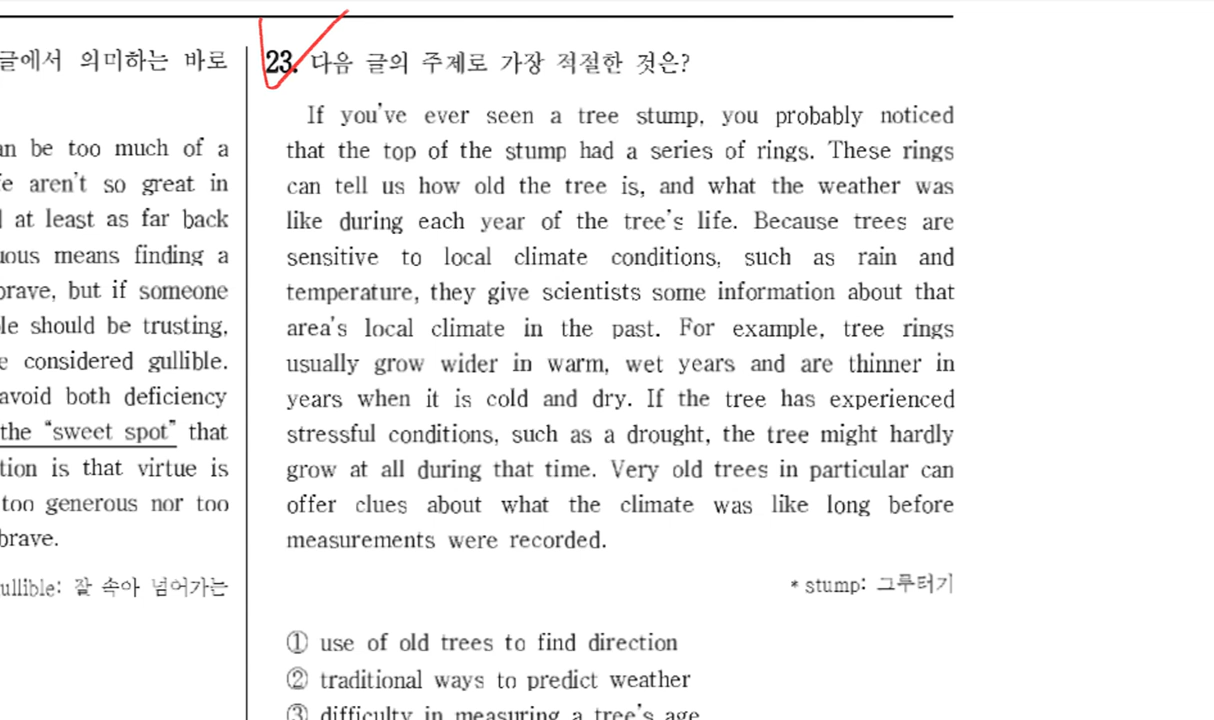 글에서 의미하는 바로
be too much of a
aren't so great in
at least as far back
means finding a
but if someone
should be trusting,
considered gullible.
avoid both deficiency
the “sweet spot” that
is that virtue is
too generous nor too
brave.
잘 속아 넘어가는
23. 다음 글의 주제로 가장 적절한 것은?
If you've ever seen a tree stump, you probably noticed
that the top of the stump had a series of rings. These rings
can tell us how old the tree is, and what the weather was
like during each year of the tree's life. Because trees are
sensitive to local climate conditions, such as rain and
temperature, they give scientists some information about that
area's local climate in the past. For example, tree rings
usually grow wider in warm, wet years and are thinner in
years when it is cold and dry. If the tree has experienced
stressful conditions, such as a drought, the tree might hardly
grow at all during that time. Very old trees in particular can
offer clues about what the climate was like long before
measurements were recorded.
* stump: 그루터기
① use of old trees to find direction
② traditional ways to predict weather
③ difficulty in measuring a tree's age